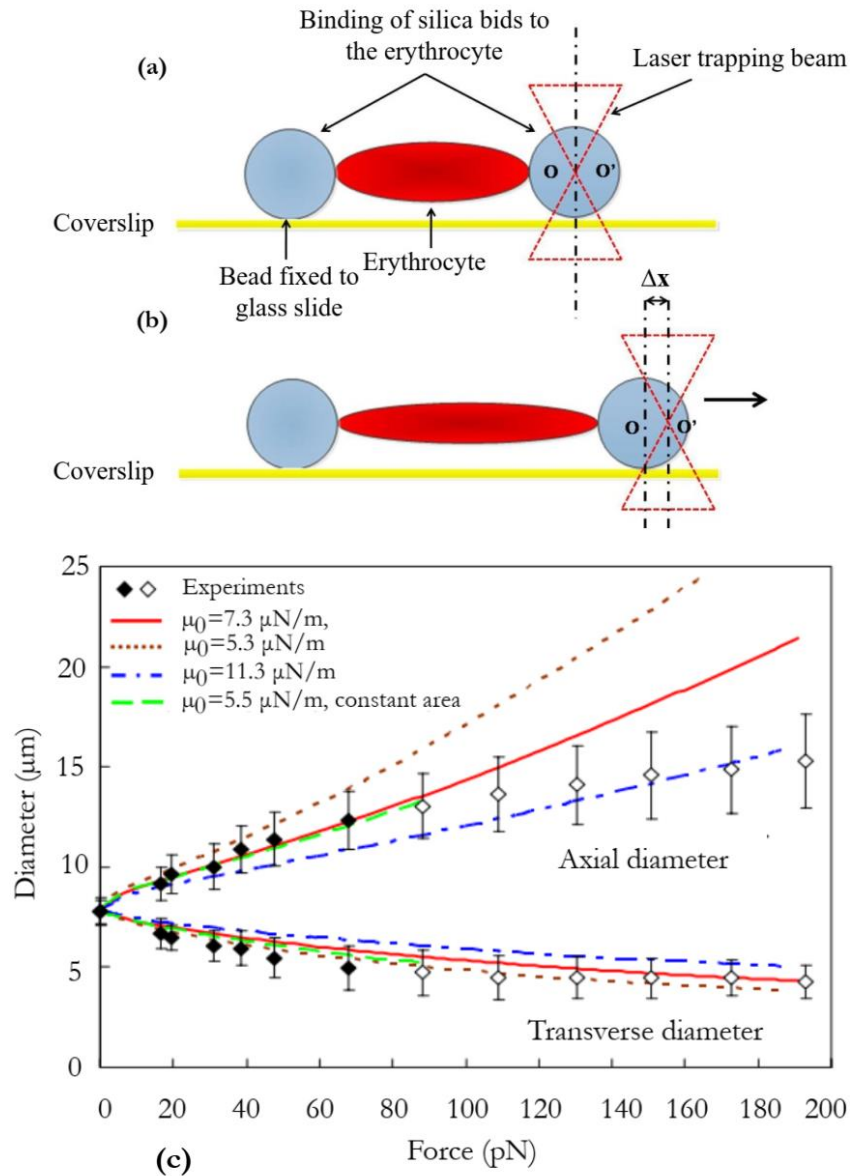 (a)
Binding of silica bids to
the erythrocyte
Laser trapping beam
O O'
Coverslip
Bead fixed to
glass slide
Erythrocyte
Δx
(b)
O O'
Coverslip
25
20
15
10
5
0
Diameter (μm)
Experiments
μ0=7.3 μN/m,
μ0=5.3 μN/m
μ0=11.3 μN/m
μ0=5.5 μN/m, constant area
Axial diameter
Transverse diameter
0 20 40 60 80 100 120 140 160 180 200
(c)
Force (pN)